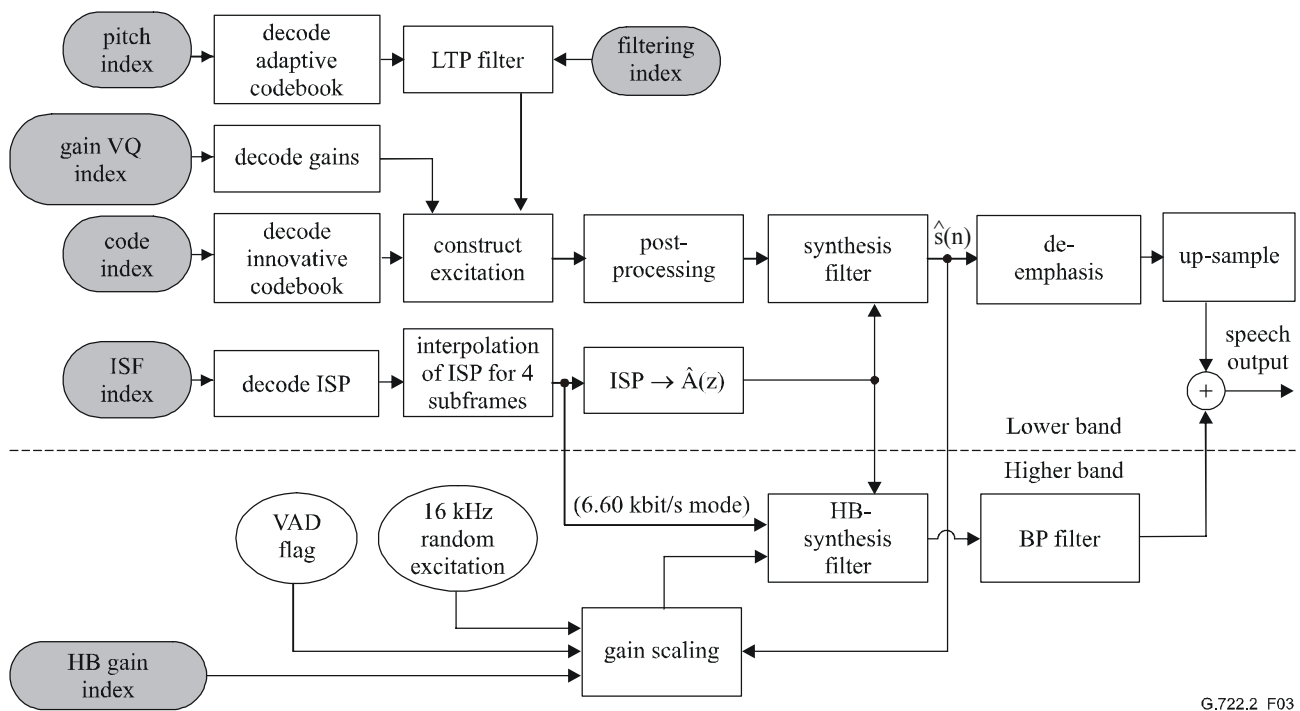 pitch
index
decode
adaptive
codebook
LTP filter
filtering
index
gain VQ
index
decode gains
code
index
decode
innovative
codebook
construct
excitation
post-
processing
synthesis
filter
ŝ(n)
de-
emphasis
up-sample
ISF
index
decode ISP
interpolation
of ISP for 4
subframes
ISP → Â(z)
speech
output
+
Lower band
Higher band
VAD
flag
16 kHz
random
excitation
(6.60 kbit/s mode)
HB-
synthesis
filter
BP filter
gain scaling
HB gain
index
G.722.2_F03